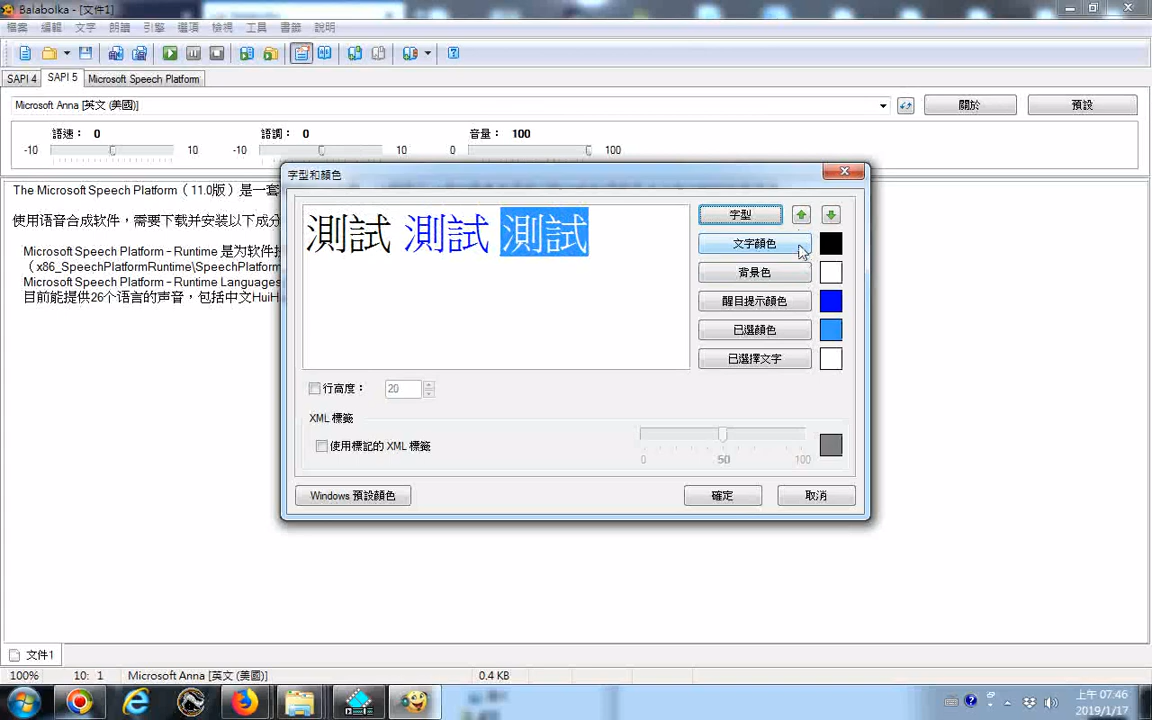 Balabolka - [文件1]
檔案 編輯 文字 朗讀 引擎 選項 檢視 工具 書籤 說明
SAPI 4 SAPI 5 Microsoft Speech Platform
Microsoft Anna [英文 (美國)] 關於 預設
語速： 0 語調： 0 音量： 100
-10 10 -10 10 0 100
字型和顏色
The Microsoft Speech Platform（11.0版）是一套
使用语音合成软件，需要下载并安装以下成分
Microsoft Speech Platform - Runtime 是为软件
（x86_SpeechPlatformRuntime\SpeechPlatform
Microsoft Speech Platform - Runtime Languages
目前能提供26个语言的声音，包括中文HuiH
測試 測試 測試
字型
文字顏色
背景色
醒目提示顏色
已選顏色
已選擇文字
行高度： 20
XML 標籤
使用標記的 XML 標籤
0 50 100
Windows 預設顏色 確定 取消
文件1
100% 10: 1 Microsoft Anna [英文 (美國)] 0.4 KB
上午 07:46
2019/1/17